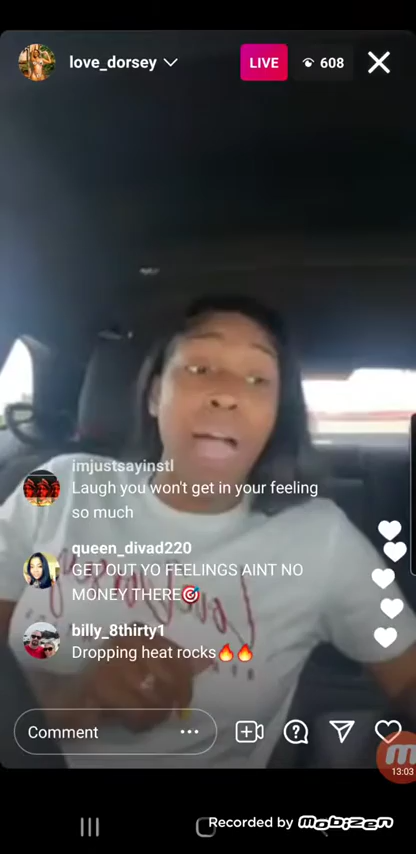 love_dorsey
LIVE
608
imjustsayinstl
Laugh you won't get in your feeling
so much
queen_divad220
GET OUT YO FEELINGS AINT NO
MONEY THERE🎯
billy_8thirty1
Dropping heat rocks🔥🔥
Comment
13:03
Recorded by mobizen